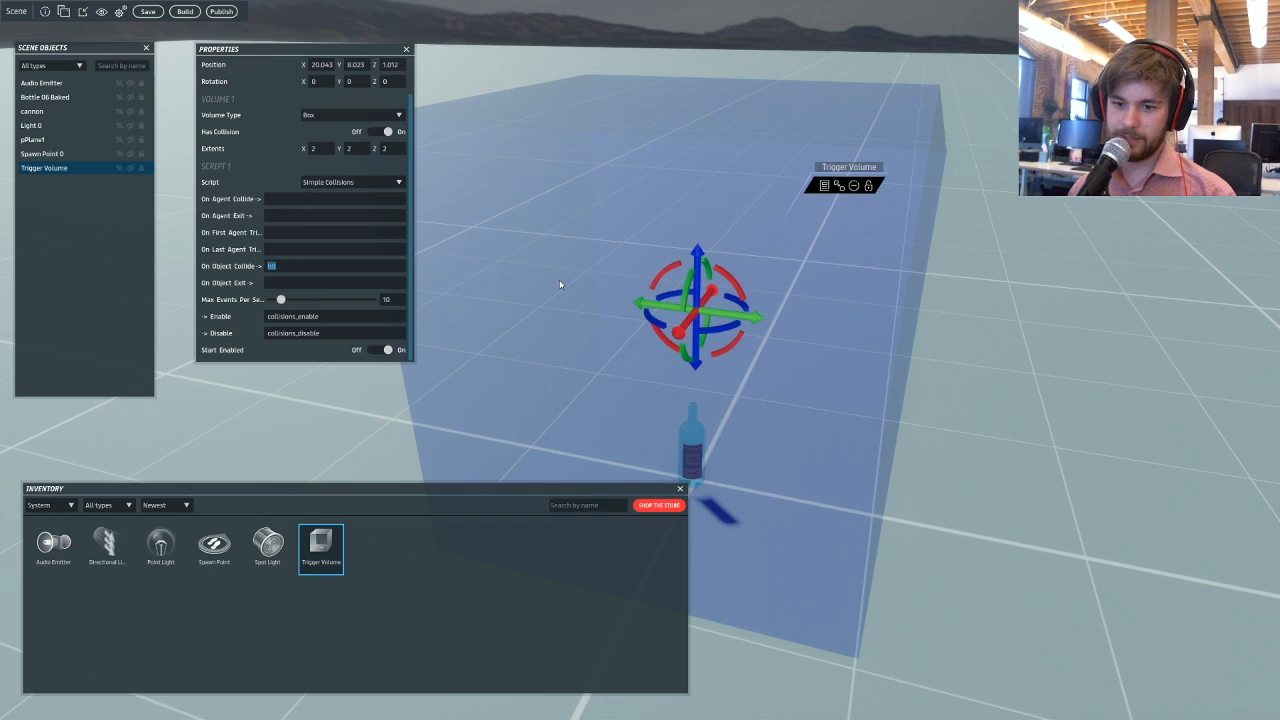 Scene Save Build Publish
SCENE OBJECTS
All types Search by name
Audio Emitter
Bottle 06 Baked
cannon
Light 0
pPlane1
Spawn Point 0
Trigger Volume
PROPERTIES
Position X 20.043 Y 8.023 Z 1.012
Rotation X 0 Y 0 Z 0
VOLUME 1
Volume Type Box
Has Collision Off On
Extents X 2 Y 2 Z 2
SCRIPT 1
Script Simple Collisions
On Agent Collide ->
On Agent Exit ->
On First Agent Tri...
On Last Agent Tri...
On Object Collide -> hit
On Object Exit ->
Max Events Per Se... 10
-> Enable collisions_enable
-> Disable collisions_disable
Start Enabled Off On
Trigger Volume
INVENTORY
System All types Newest Search by name SHOP THE STORE
Audio Emitter Directional Li... Point Light Spawn Point Spot Light Trigger Volume